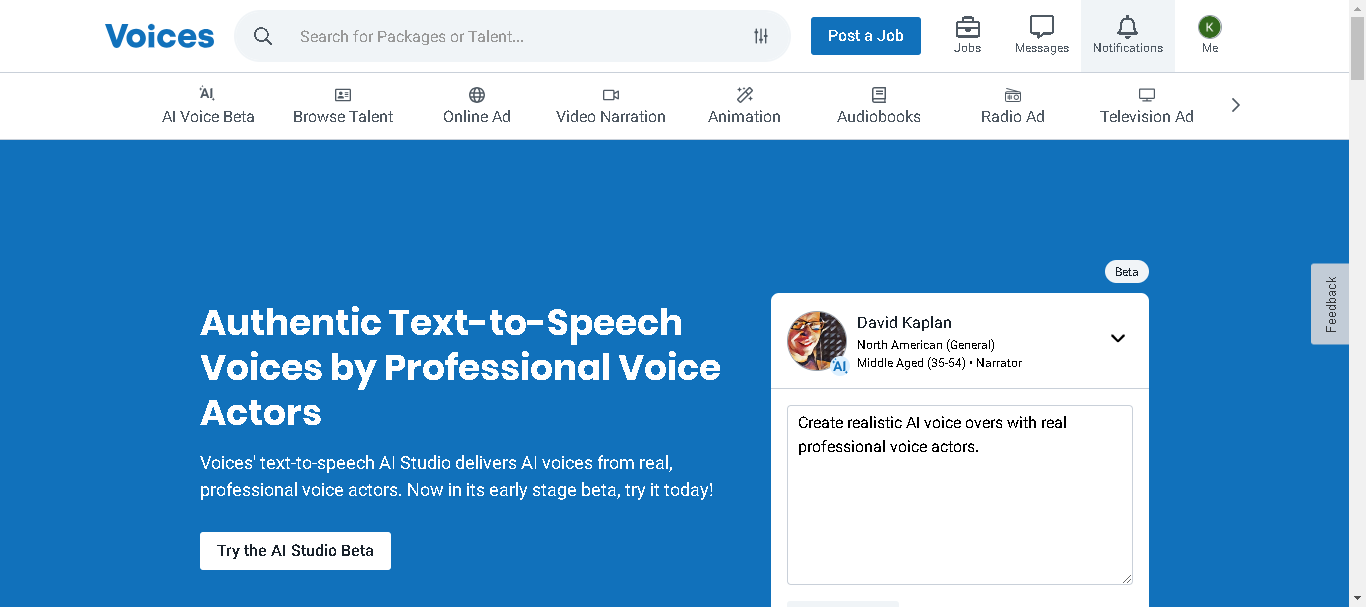 Voices
Search for Packages or Talent...
Post a Job
Jobs
Messages
Notifications
K
Me
AI
AI Voice Beta
Browse Talent
Online Ad
Video Narration
Animation
Audiobooks
Radio Ad
Television Ad
Beta
Feedback
Authentic Text-to-Speech
Voices by Professional Voice
Actors
Voices' text-to-speech AI Studio delivers AI voices from real,
professional voice actors. Now in its early stage beta, try it today!
Try the AI Studio Beta
David Kaplan
North American (General)
Middle Aged (35-54) • Narrator
AI
Create realistic AI voice overs with real
professional voice actors.